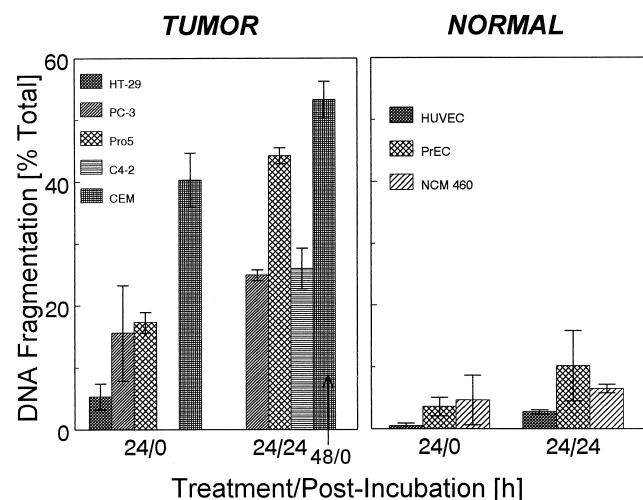 TUMOR
NORMAL
DNA Fragmentation [% Total]
60
40
20
0
HT-29
PC-3
Pro5
C4-2
CEM
HUVEC
PrEC
NCM 460
24/0
24/24
48/0
24/0
24/24
Treatment/Post-Incubation [h]